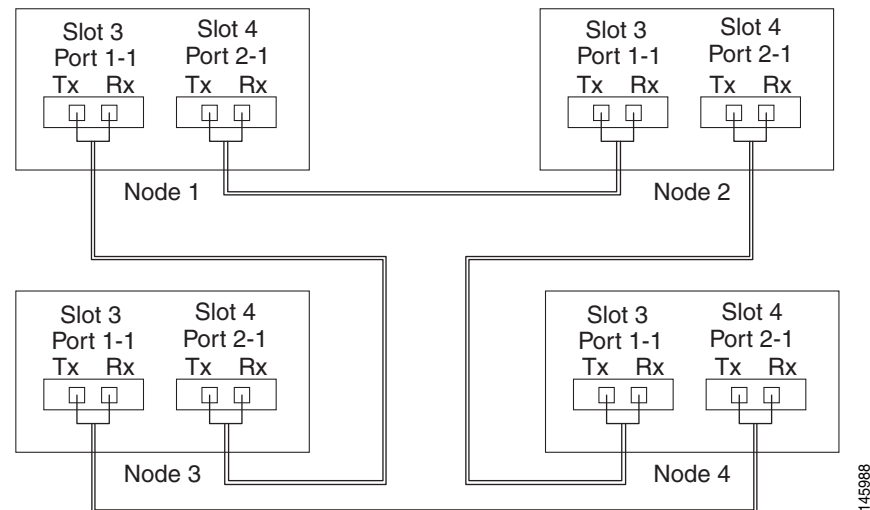 Slot 3
Port 1-1
Tx Rx
Slot 4
Port 2-1
Tx Rx
Node 1
Slot 3
Port 1-1
Tx Rx
Slot 4
Port 2-1
Tx Rx
Node 2
Slot 3
Port 1-1
Tx Rx
Slot 4
Port 2-1
Tx Rx
Node 3
Slot 3
Port 1-1
Tx Rx
Slot 4
Port 2-1
Tx Rx
Node 4
145988